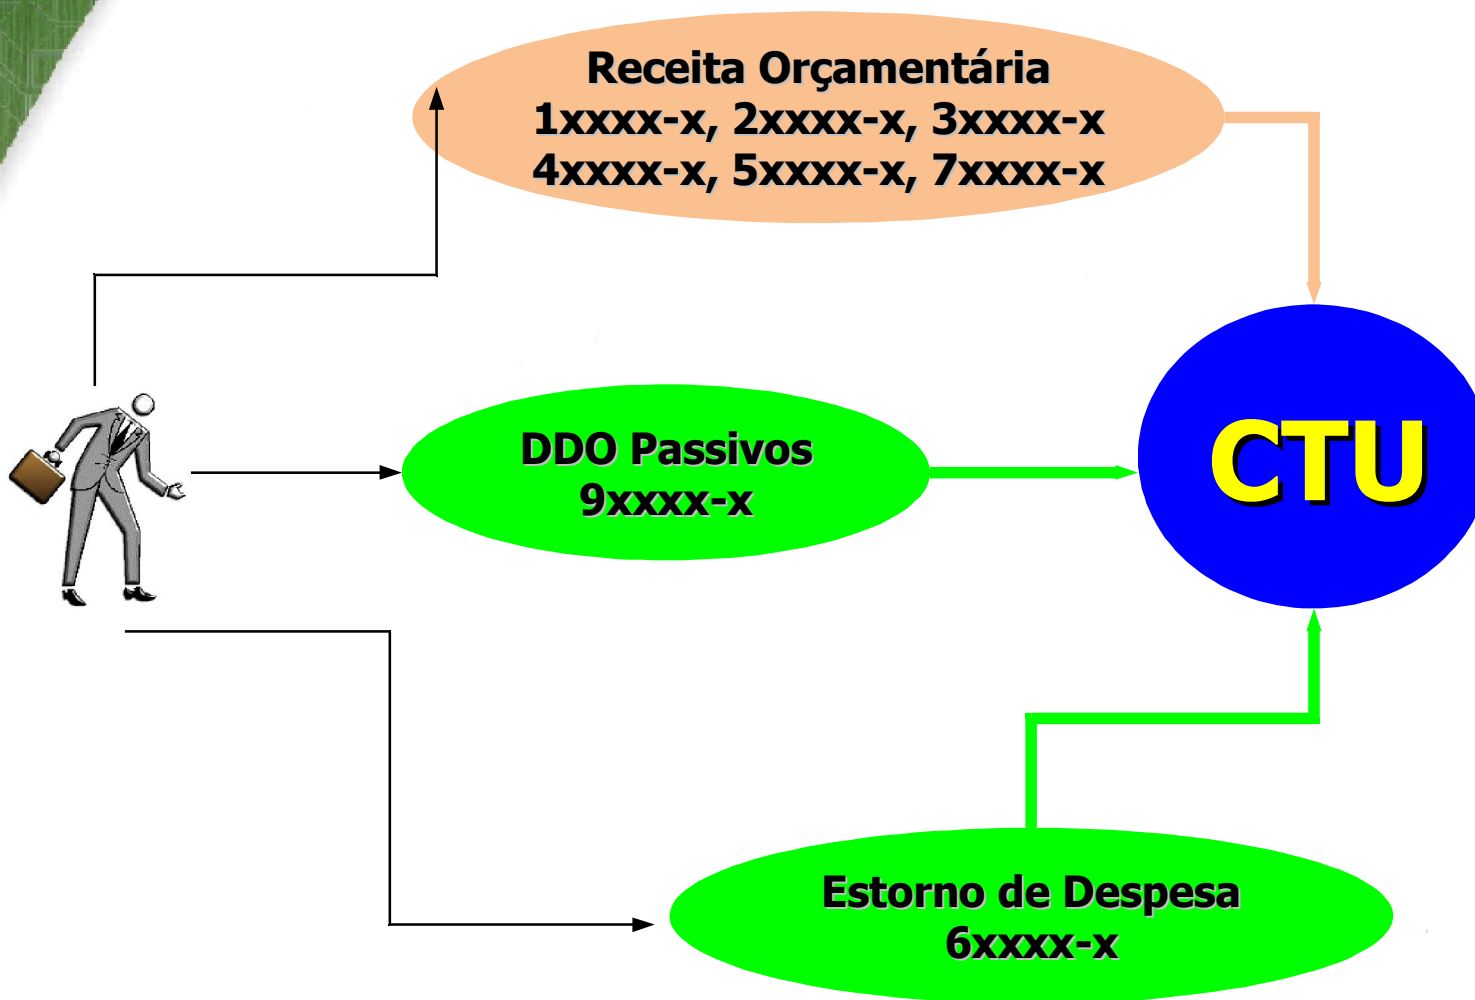 Receita Orçamentária
1xxxx-x, 2xxxx-x, 3xxxx-x
4xxxx-x, 5xxxx-x, 7xxxx-x
DDO Passivos
9xxxx-x
CTU
Estorno de Despesa
6xxxx-x